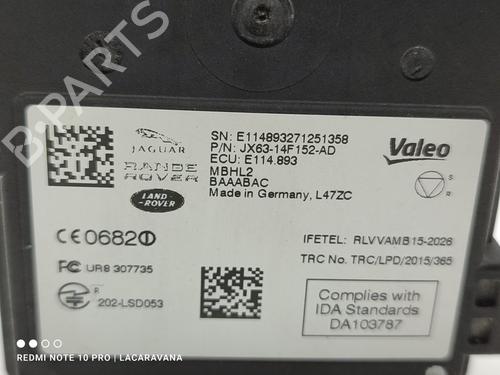 JAGUAR
RANGE
ROVER
LAND-
ROVER
SN: E114893271251358
P/N: JX63-14F152-AD
ECU: E114.893
MBHL2
BAAABAC
Made in Germany, L47ZC
Valeo
S
R
CE0682
FC UR8 307735
R
202-LSD053
IFETEL: RLVVAMB15-2026
TRC No. TRC/LPD/2015/365
Complies with
IDA Standards
DA103787
REDMI NOTE 10 PRO | LACARAVANA